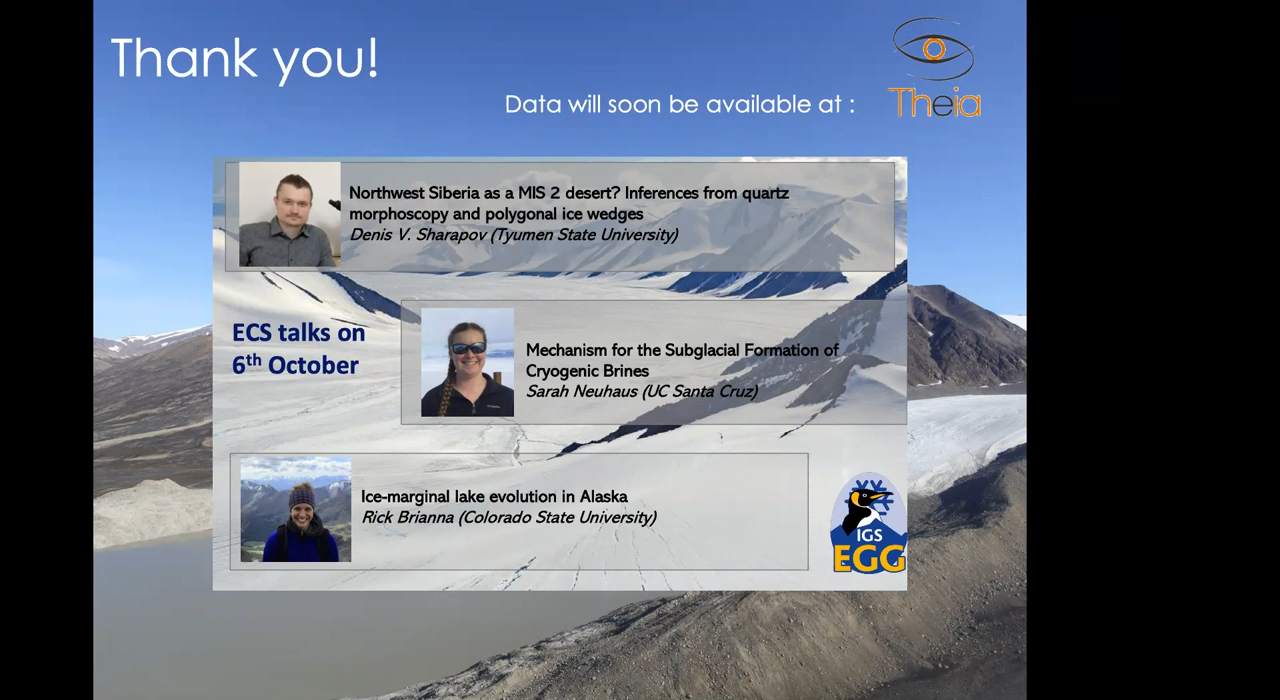 Thank you!
Theia
Data will soon be available at :
Northwest Siberia as a MIS 2 desert? Inferences from quartz
morphoscopy and polygonal ice wedges
Denis V. Sharapov (Tyumen State University)
ECS talks on
6th October
Mechanism for the Subglacial Formation of
Cryogenic Brines
Sarah Neuhaus (UC Santa Cruz)
Ice-marginal lake evolution in Alaska
Rick Brianna (Colorado State University)
IGS
EGG